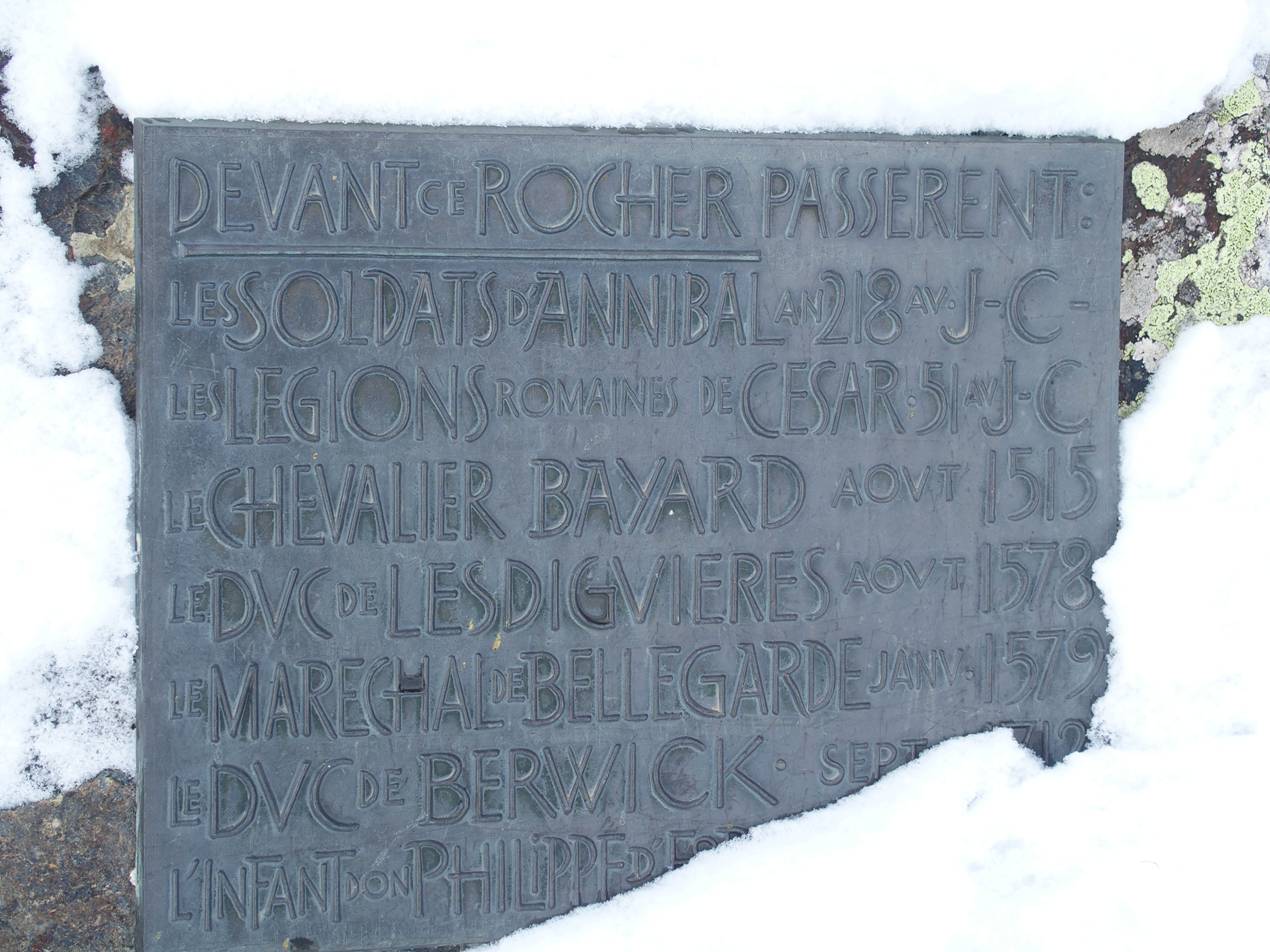 DEVANT CE ROCHER PASSERENT:
LES SOLDATS D'ANNIBAL AN 218 AV. J-C-
LES LEGIONS ROMAINES DE CESAR·51 AV J-C
LE CHEVALIER BAYARD AOVT 1515
LE DVC DE LESDIGVIERES AOVT 1578
LE MARECHAL DE BELLEGARDE JANV. 1579
LE DVC DE BERWICK · SEPT
L'INFANT DON PHILIPPE